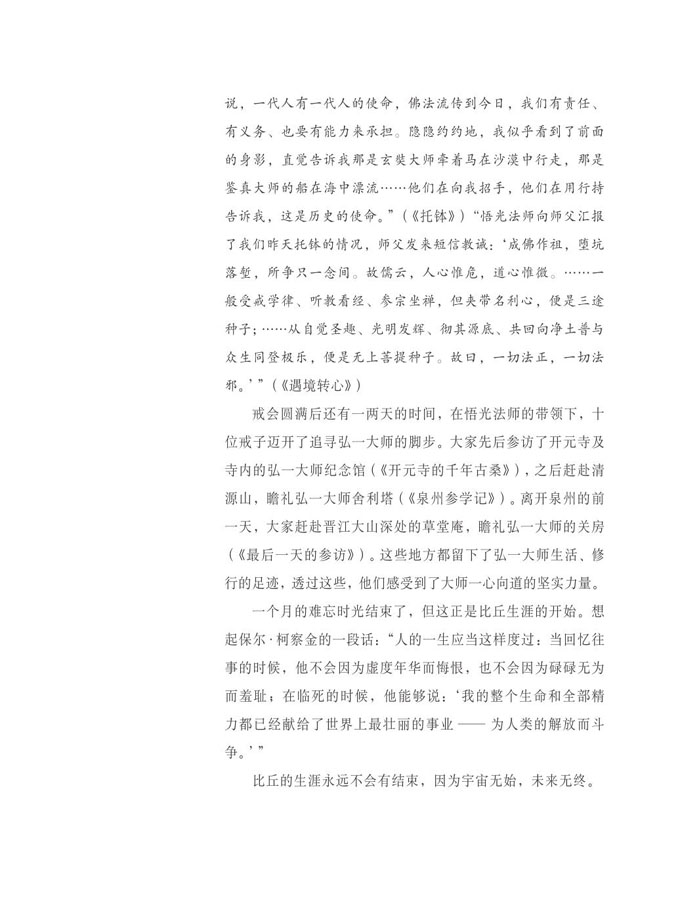 说，一代人有一代人的使命，佛法流传到今日，我们有责任、
有义务、也要有能力来承担。隐隐约约地，我似乎看到了前面
的身影，直觉告诉我那是玄奘大师牵着马在沙漠中行走，那是
鉴真大师的船在海中漂流……他们在向我招手，他们在用行持
告诉我，这是历史的使命。”（《托钵》）“悟光法师向师父汇报
了我们昨天托钵的情况，师父发来短信教诫：‘成佛作祖，堕坑
落堑，所争只一念间。故儒云，人心惟危，道心惟微。……一
般受戒学律、听教看经、参宗坐禅，但夹带名利心，便是三途
种子；……从自觉圣趣、光明发辉、彻其源底、共回向净土普与
众生同登极乐，便是无上菩提种子。故曰，一切法正，一切法
邪。’”（《遇境转心》）
戒会圆满后还有一两天的时间，在悟光法师的带领下，十
位戒子迈开了追寻弘一大师的脚步。大家先后参访了开元寺及
寺内的弘一大师纪念馆（《开元寺的千年古桑》），之后赶赴清
源山，瞻礼弘一大师舍利塔（《泉州参学记》）。离开泉州的前
一天，大家赶赴晋江大山深处的草堂庵，瞻礼弘一大师的关房
（《最后一天的参访》）。这些地方都留下了弘一大师生活、修
行的足迹，透过这些，他们感受到了大师一心向道的坚实力量。
一个月的难忘时光结束了，但这正是比丘生涯的开始。想
起保尔·柯察金的一段话：“人的一生应当这样度过：当回忆往
事的时候，他不会因为虚度年华而悔恨，也不会因为碌碌无为
而羞耻；在临死的时候，他能够说：‘我的整个生命和全部精
力都已经献给了世界上最壮丽的事业 —— 为人类的解放而斗
争。’”
比丘的生涯永远不会有结束，因为宇宙无始，未来无终。